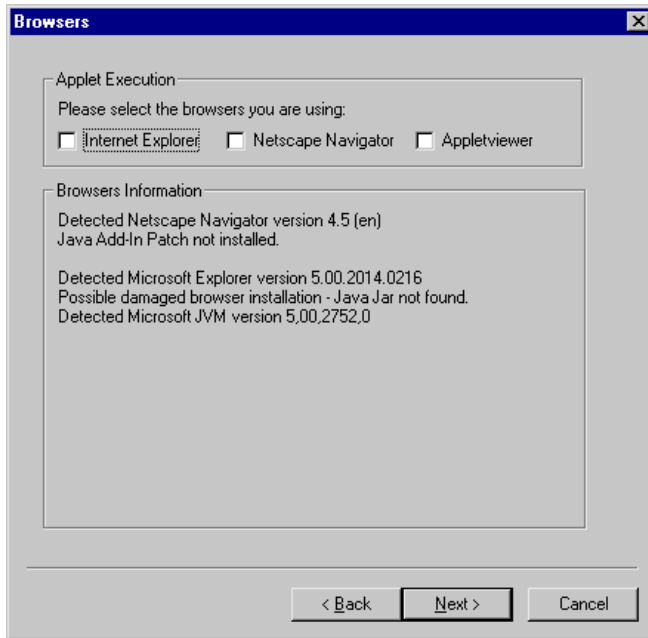 Browsers
Applet Execution
Please select the browsers you are using:
Internet Explorer Netscape Navigator Appletviewer
Browsers Information
Detected Netscape Navigator version 4.5 (en)
Java Add-In Patch not installed.
Detected Microsoft Explorer version 5.00.2014.0216
Possible damaged browser installation - Java Jar not found.
Detected Microsoft JVM version 5,00,2752,0
< Back Next > Cancel